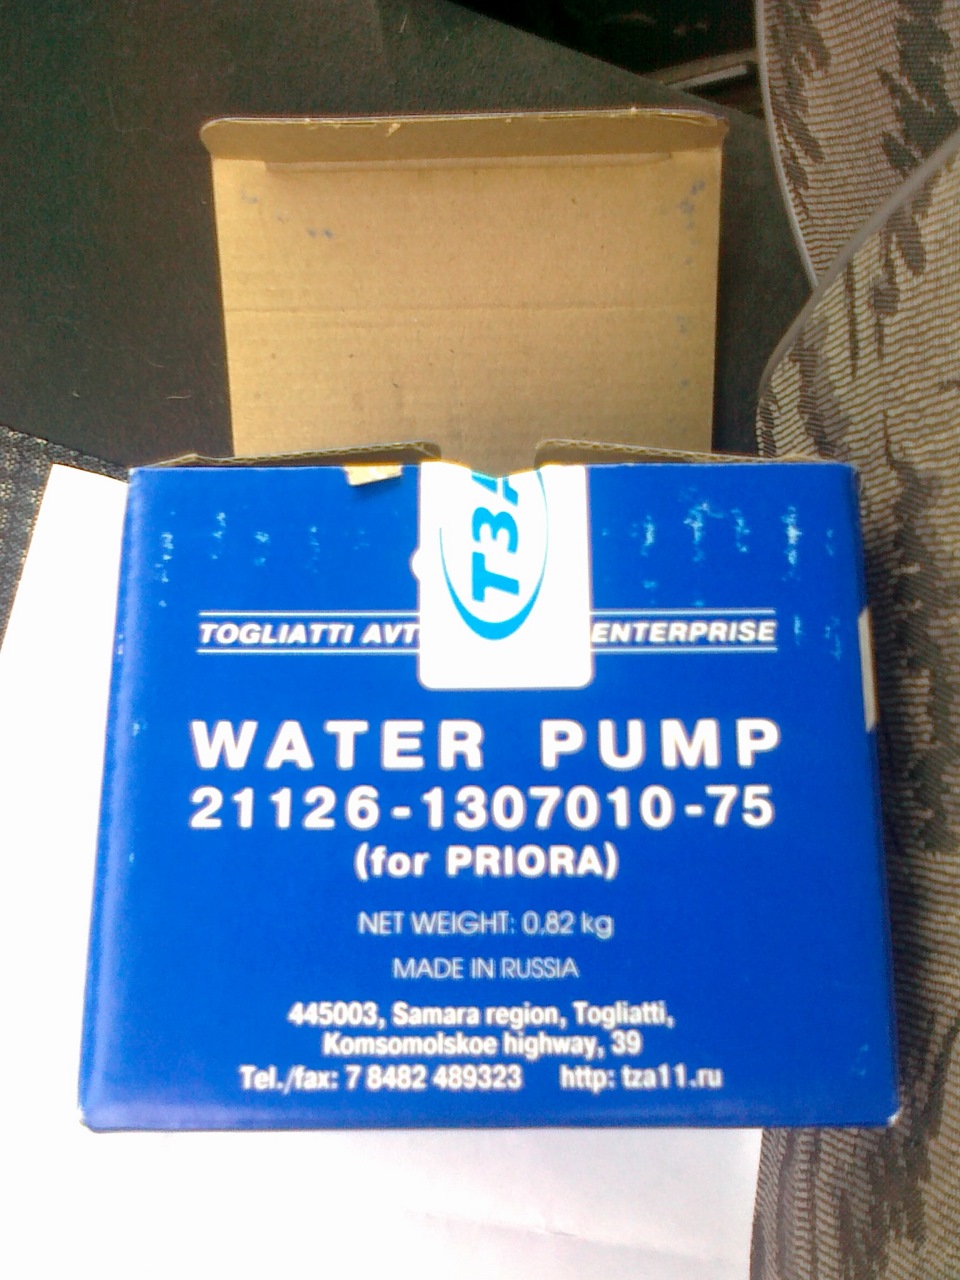 ТЗА
TOGLIATTI AVT ENTERPRISE
WATER PUMP
21126-1307010-75
(for PRIORA)
NET WEIGHT: 0,82 kg
MADE IN RUSSIA
445003, Samara region, Togliatti,
Komsomolskoe highway, 39
Tel./fax: 7 8482 489323 http: tza11.ru